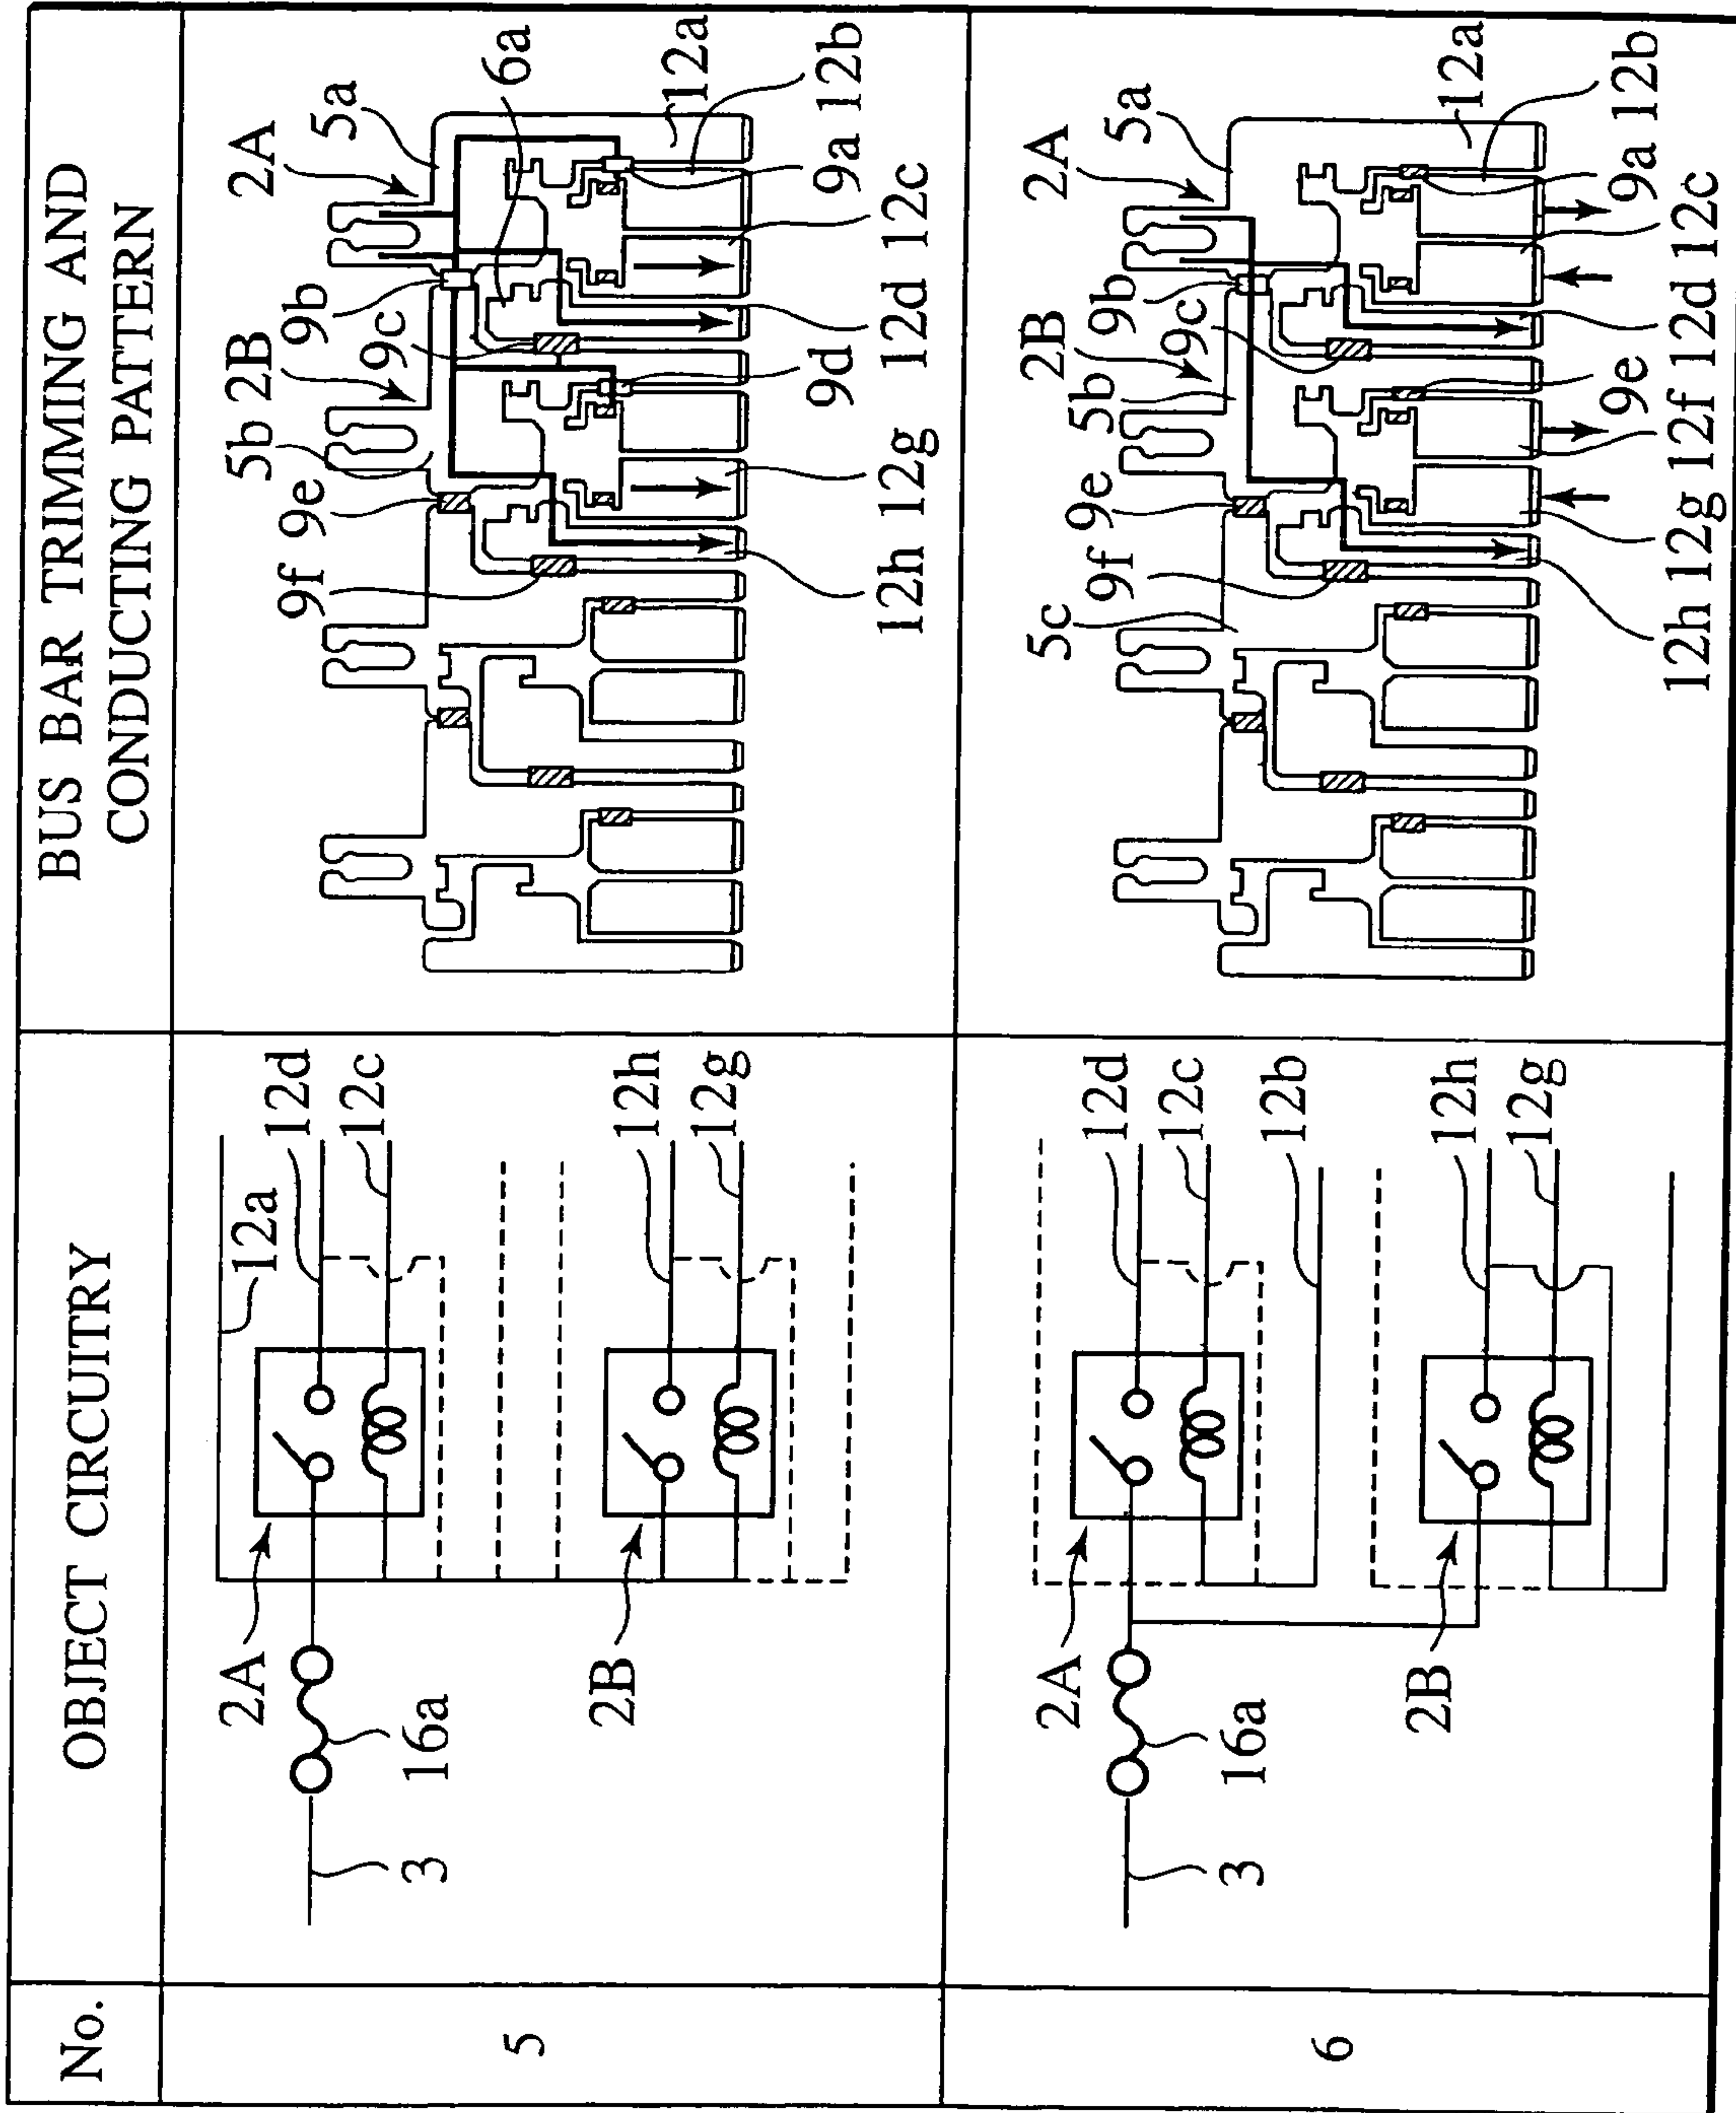 No.
OBJECT CIRCUITRY
BUS BAR TRIMMING AND
CONDUCTING PATTERN
5
3
16a
2A
2B
12a
12d
12c
12h
12g
9f
9e
5b
2B
9c
9b
2A
5a
6a
12a
12b
9a
12c
12d
9d
12g
12h
6
3
16a
2A
2B
12d
12c
12b
12h
12g
5c
9f
9e
5b
2B
9c
9b
2A
5a
12a
12b
9a
12c
12d
9e
12f
12g
12h